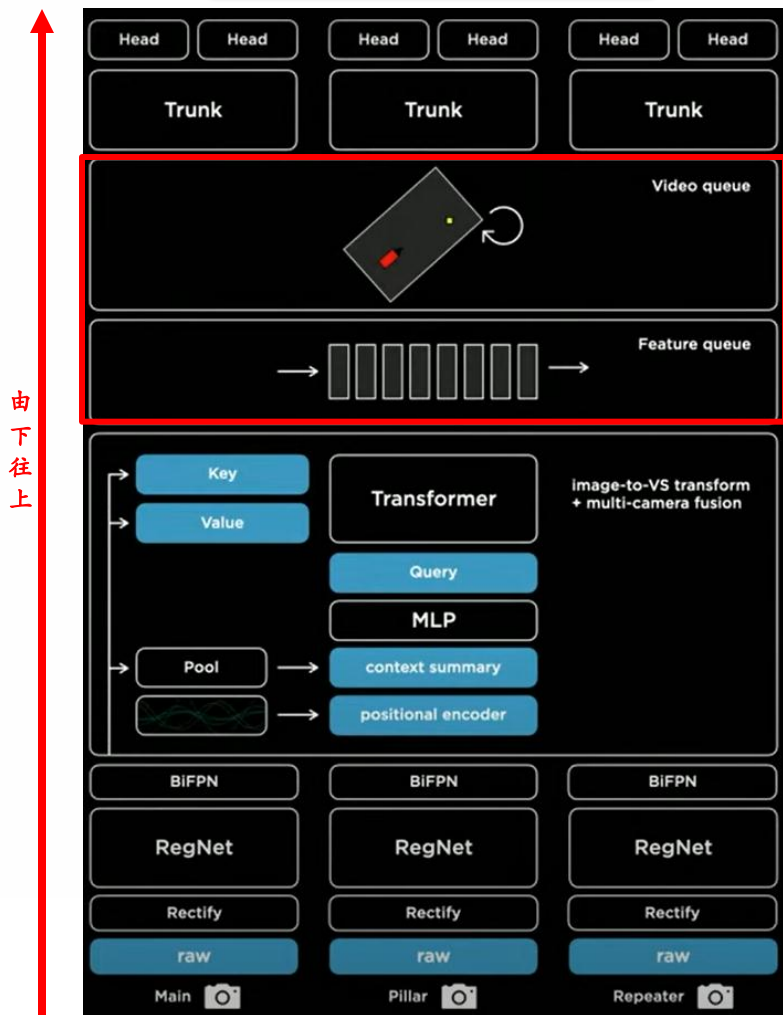 Head Head Head Head Head Head
Trunk Trunk Trunk
Video queue
Feature queue
由
下
往
上
Key
Value
Transformer
image-to-VS transform
+ multi-camera fusion
Query
MLP
Pool context summary
positional encoder
BiFPN BiFPN BiFPN
RegNet RegNet RegNet
Rectify Rectify Rectify
raw raw raw
Main Pillar Repeater